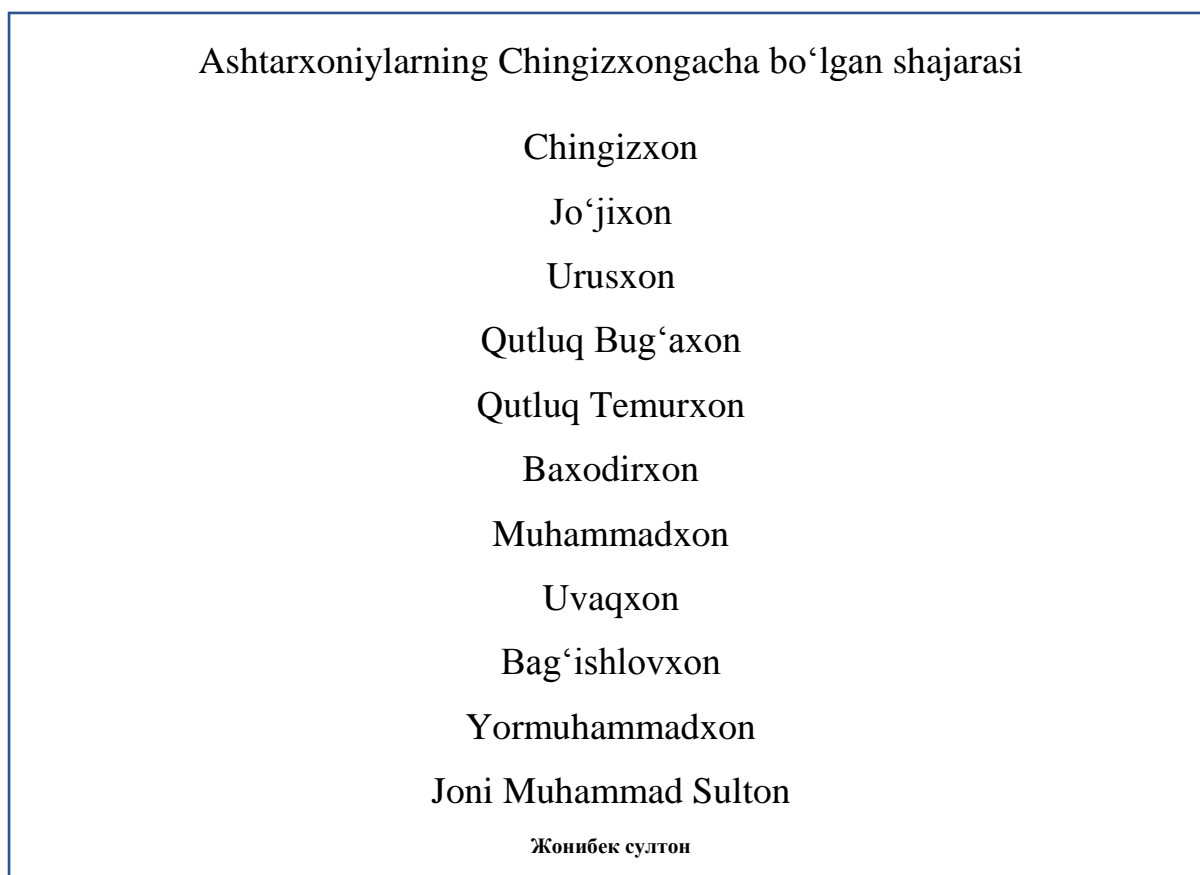 Ashtarxoniylarning Chingizxongacha bo‘lgan shajarasi
Chingizxon
Jo‘jixon
Urusxon
Qutluq Bug‘axon
Qutluq Temurxon
Baxodirxon
Muhammadxon
Uvaqxon
Bag‘ishlovxon
Yormuhammadxon
Joni Muhammad Sulton
Жонибек султон